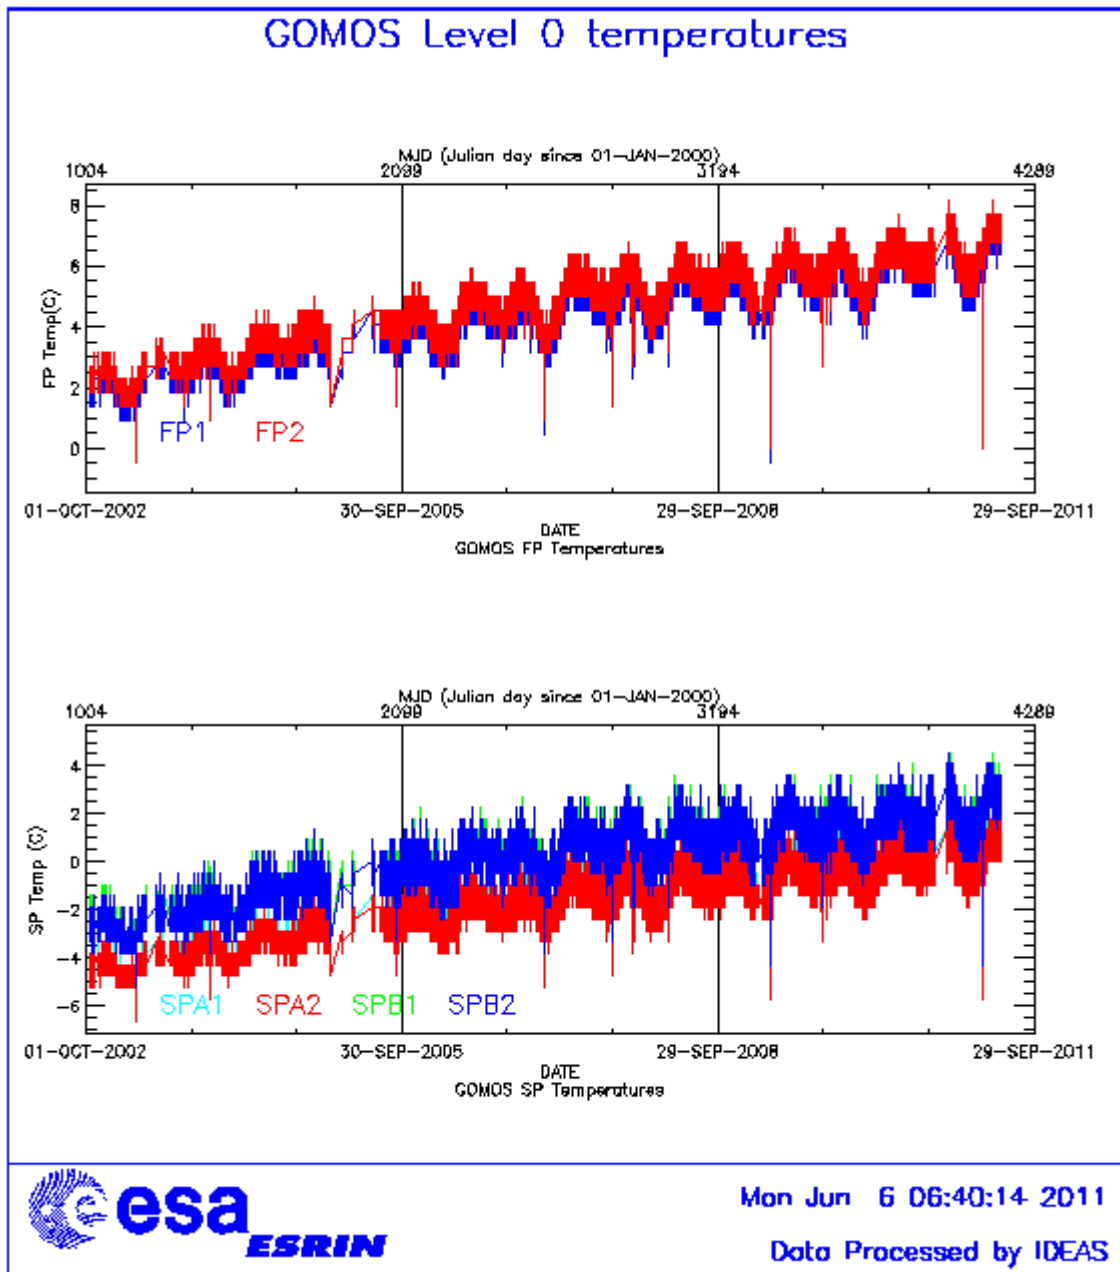 GOMOS Level 0 temperatures
MJD (Julian day since 01-JAN-2000)
1004 2099 3194 4289
8
6
4
2
0
FP Temp(C)
FP1 FP2
01-OCT-2002 30-SEP-2005 29-SEP-2008 29-SEP-2011
DATE
GOMOS FP Temperatures
MJD (Julian day since 01-JAN-2000)
1004 2099 3194 4289
4
2
0
-2
-4
-6
SP Temp (C)
SPA1 SPA2 SPB1 SPB2
01-OCT-2002 30-SEP-2005 29-SEP-2008 29-SEP-2011
DATE
GOMOS SP Temperatures
esa
ESRIN
Mon Jun 6 06:40:14 2011
Data Processed by IDEAS